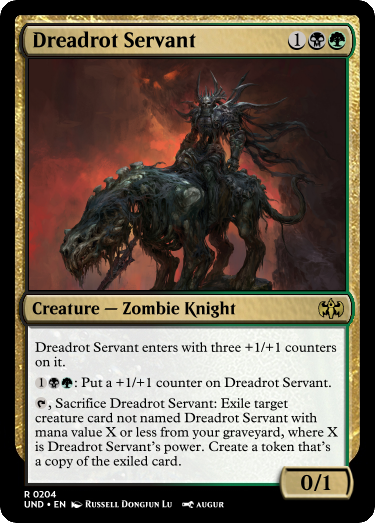 Dreadrot Servant 1
Creature — Zombie Knight
Dreadrot Servant enters with three +1/+1 counters
on it.
1: Put a +1/+1 counter on Dreadrot Servant.
, Sacrifice Dreadrot Servant: Exile target
creature card not named Dreadrot Servant with
mana value X or less from your graveyard, where X
is Dreadrot Servant's power. Create a token that's
a copy of the exiled card.
0/1
R 0204
UND • EN Russell Dongjun Lu AUGUR